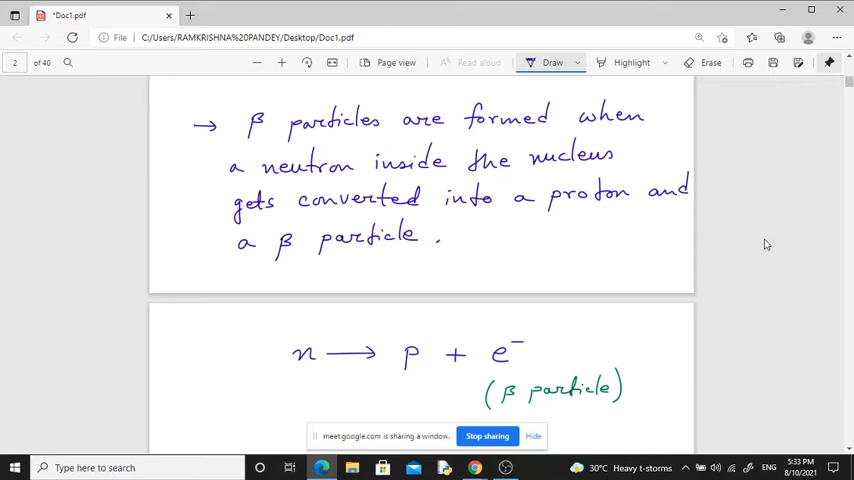 *Doc1.pdf
File
C:/Users/RAMKRISHNA%20PANDEY/Desktop/Doc1.pdf
2 of 40
Page view
Read aloud
Draw
Highlight
Erase
→ β particles are formed when
a neutron inside the nucleus
gets converted into a proton and
a β particle.
n → p + e⁻
(β particle)
meet.google.com is sharing a window.
Stop sharing
Hide
Type here to search
30°C Heavy t-storms
ENG
5:33 PM
8/10/2021